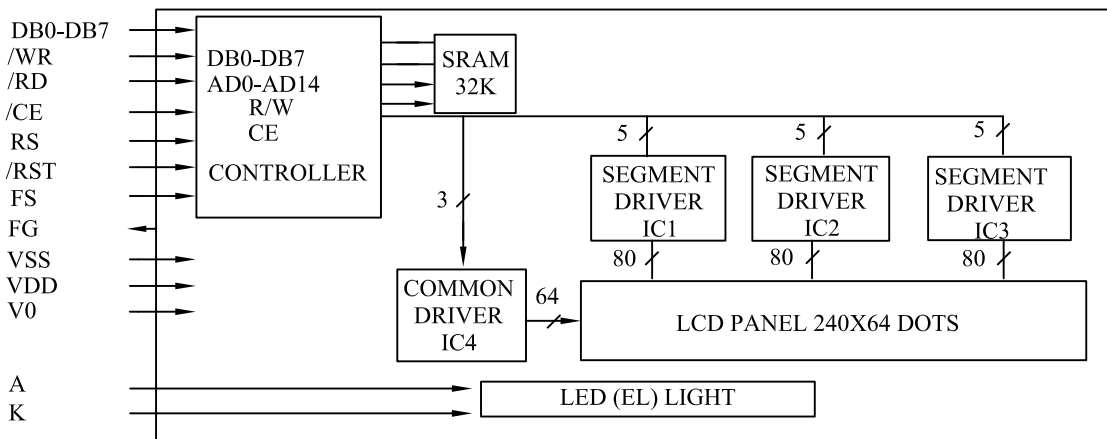 DB0-DB7
/WR
/RD
/CE
RS
/RST
FS
FG
VSS
VDD
V0
A
K
DB0-DB7
AD0-AD14
R/W
CE
CONTROLLER
SRAM
32K
3
5
5
5
SEGMENT
DRIVER
IC1
SEGMENT
DRIVER
IC2
SEGMENT
DRIVER
IC3
80
80
80
COMMON
DRIVER
IC4
64
LCD PANEL 240X64 DOTS
LED (EL) LIGHT